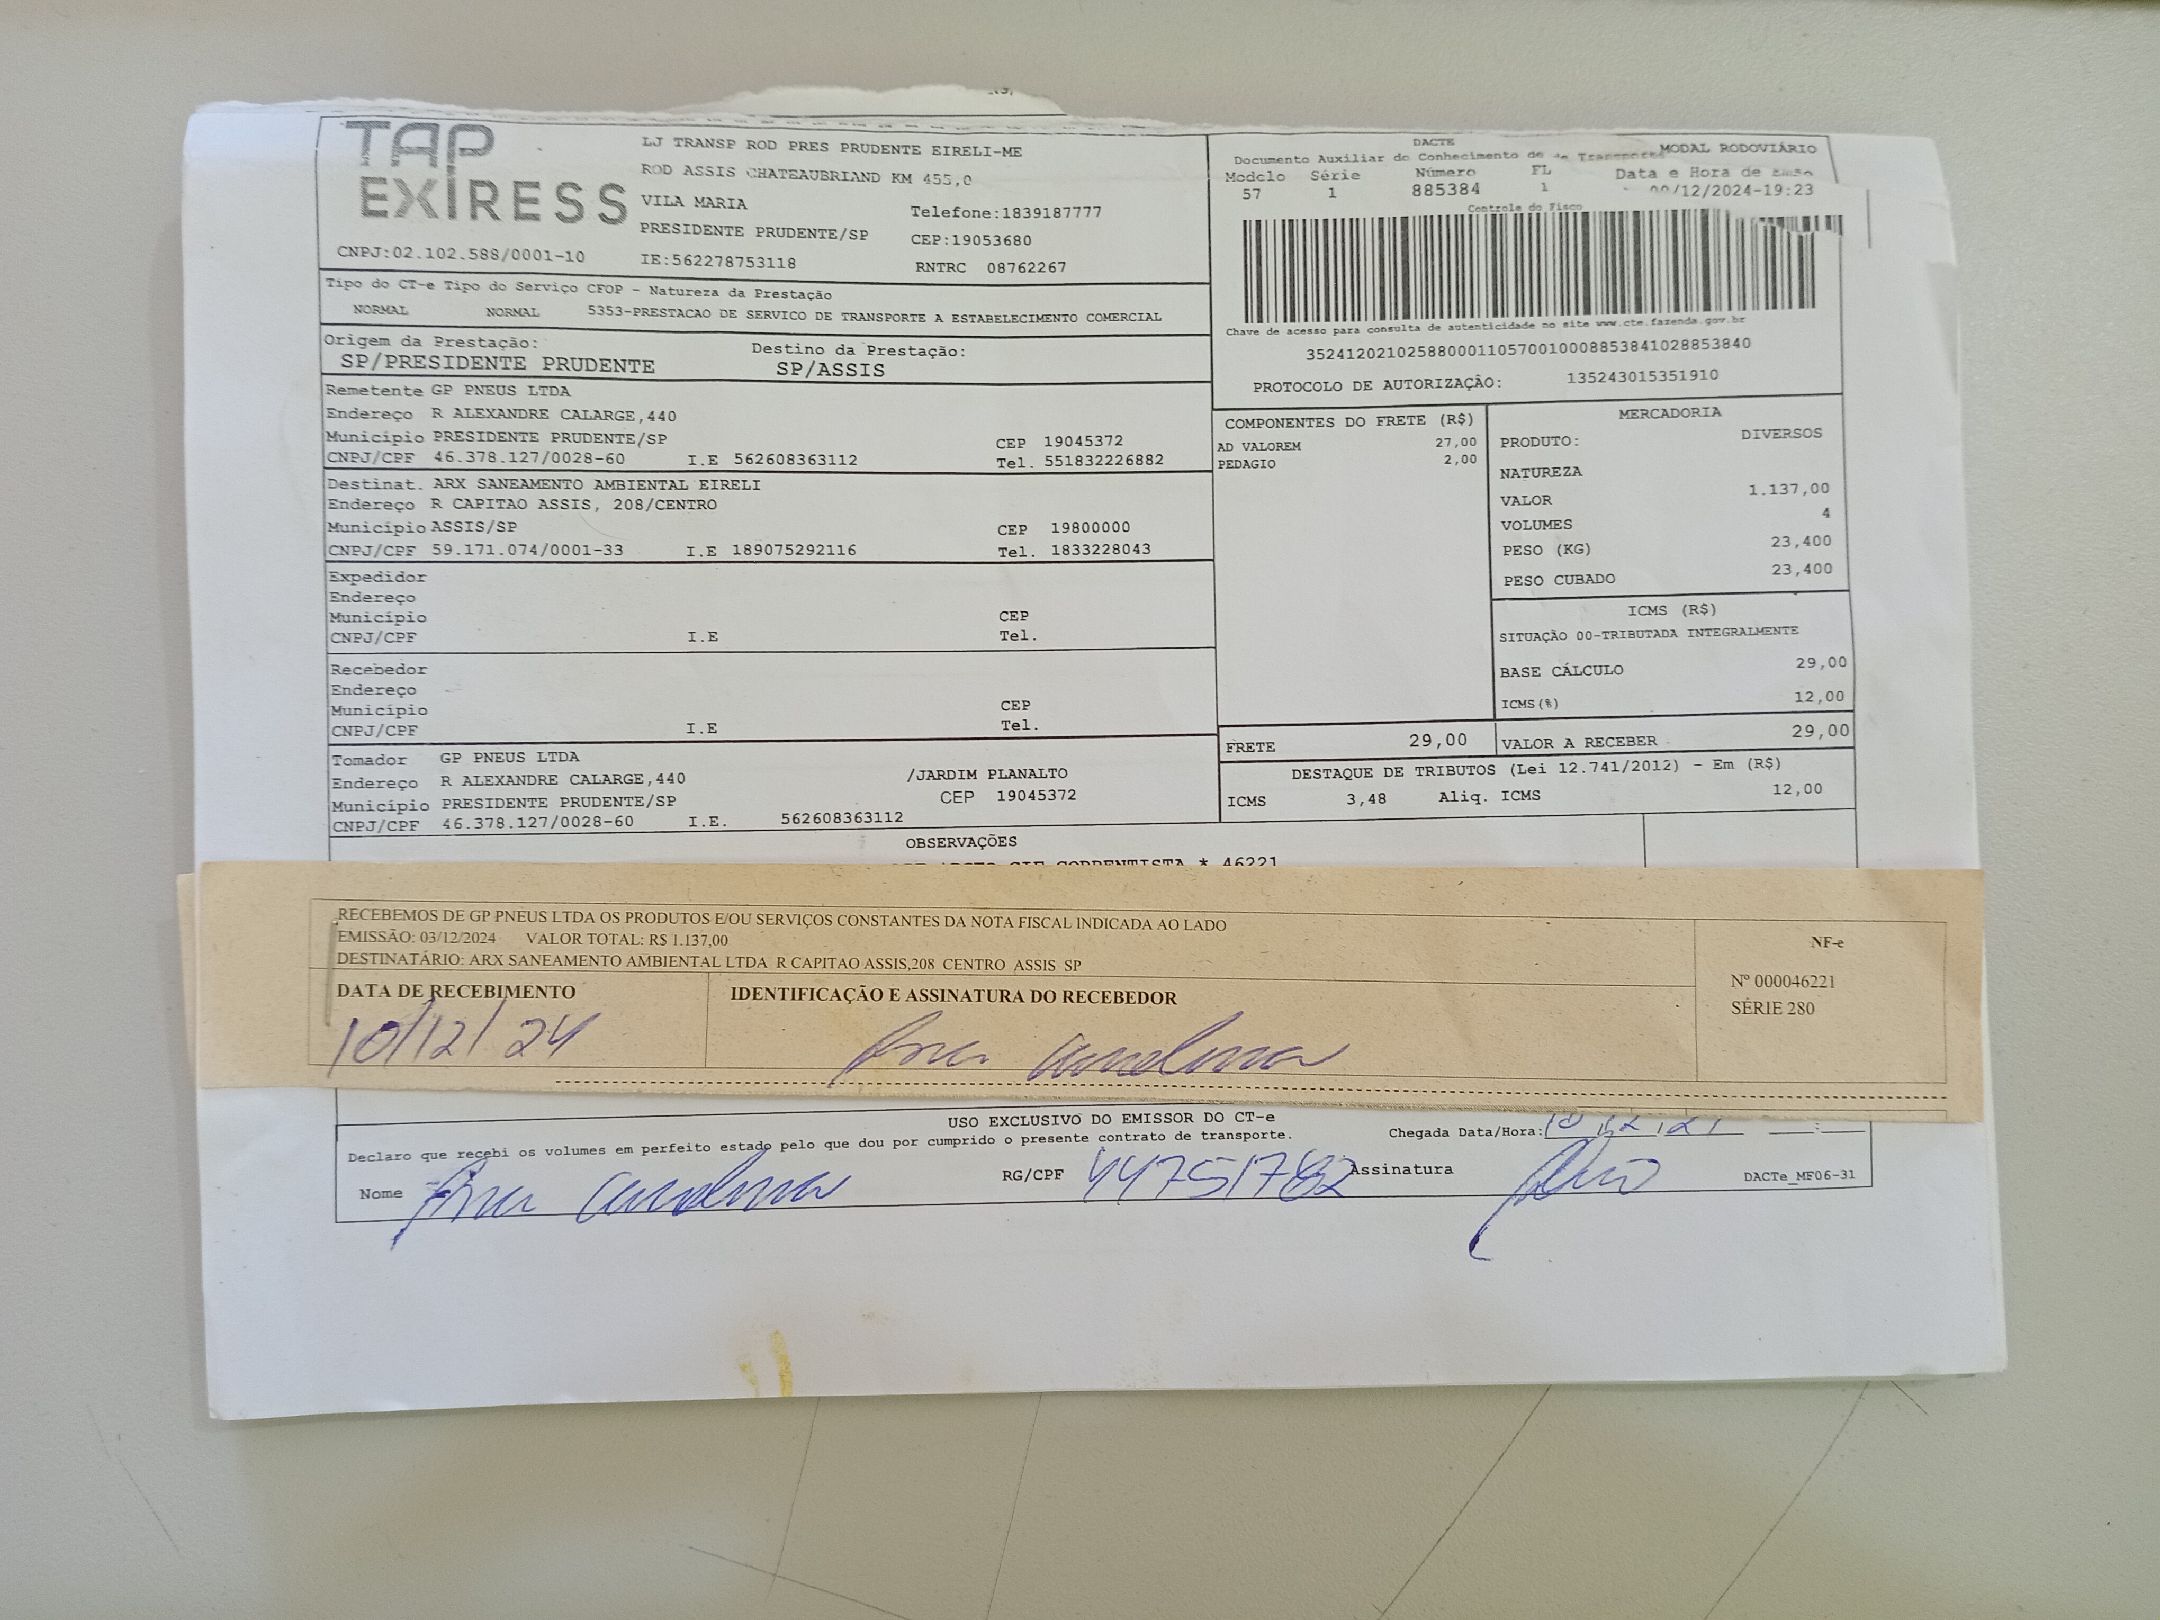 TAP
EXIRESS
CNPJ:02.102.588/0001-10
LJ TRANSP ROD PRES PRUDENTE EIRELI-ME
ROD ASSIS CHATEAUBRIAND KM 455,0
VILA MARIA Telefone:1839187777
PRESIDENTE PRUDENTE/SP CEP:19053680
IE:562278753118 RNTRC 08762267
DACTE
Documento Auxiliar do Conhecimento de de Transporte MODAL RODOVIÁRIO
Modelo Série Número FL Data e Hora de
57 1 885384 1 /12/2024-19:23
Controle do Fisco
Chave de acesso para consulta de autenticidade no site www.cte.fazenda.gov.br
35241202102588000110570010008853841028853840
PROTOCOLO DE AUTORIZAÇÃO: 135243015351910
Tipo do CT-e Tipo do Serviço CFOP - Natureza da Prestação
NORMAL NORMAL 5353-PRESTACAO DE SERVICO DE TRANSPORTE A ESTABELECIMENTO COMERCIAL
Origem da Prestação: Destino da Prestação:
SP/PRESIDENTE PRUDENTE SP/ASSIS
Remetente GP PNEUS LTDA
Endereço R ALEXANDRE CALARGE,440
Município PRESIDENTE PRUDENTE/SP CEP 19045372
CNPJ/CPF 46.378.127/0028-60 I.E 562608363112 Tel. 551832226882
Destinat. ARX SANEAMENTO AMBIENTAL EIRELI
Endereço R CAPITAO ASSIS, 208/CENTRO
Município ASSIS/SP CEP 19800000
CNPJ/CPF 59.171.074/0001-33 I.E 189075292116 Tel. 1833228043
Expedidor
Endereço
Município CEP
CNPJ/CPF I.E Tel.
Recebedor
Endereço
Município CEP
CNPJ/CPF I.E Tel.
Tomador GP PNEUS LTDA
Endereço R ALEXANDRE CALARGE,440 /JARDIM PLANALTO
Município PRESIDENTE PRUDENTE/SP CEP 19045372
CNPJ/CPF 46.378.127/0028-60 I.E. 562608363112
COMPONENTES DO FRETE (R$)
AD VALOREM 27,00
PEDAGIO 2,00
MERCADORIA
PRODUTO: DIVERSOS
NATUREZA
VALOR 1.137,00
VOLUMES 4
PESO (KG) 23,400
PESO CUBADO 23,400
ICMS (R$)
SITUAÇÃO 00-TRIBUTADA INTEGRALMENTE
BASE CÁLCULO 29,00
ICMS(%) 12,00
FRETE 29,00 VALOR A RECEBER 29,00
DESTAQUE DE TRIBUTOS (Lei 12.741/2012) - Em (R$)
ICMS 3,48 Aliq. ICMS 12,00
OBSERVAÇÕES
CORRENTISTA * 46221
RECEBEMOS DE GP PNEUS LTDA OS PRODUTOS E/OU SERVIÇOS CONSTANTES DA NOTA FISCAL INDICADA AO LADO
EMISSÃO: 03/12/2024 VALOR TOTAL: R$ 1.137,00
DESTINATÁRIO: ARX SANEAMENTO AMBIENTAL LTDA R CAPITAO ASSIS,208 CENTRO ASSIS SP
DATA DE RECEBIMENTO IDENTIFICAÇÃO E ASSINATURA DO RECEBEDOR
10/12/24 Ana Carolina
NF-e
Nº 000046221
SÉRIE 280
USO EXCLUSIVO DO EMISSOR DO CT-e
Declaro que recebi os volumes em perfeito estado pelo que dou por cumprido o presente contrato de transporte. Chegada Data/Hora:
Nome Ana Carolina RG/CPF 44751782 Assinatura DACTe_MF06-31